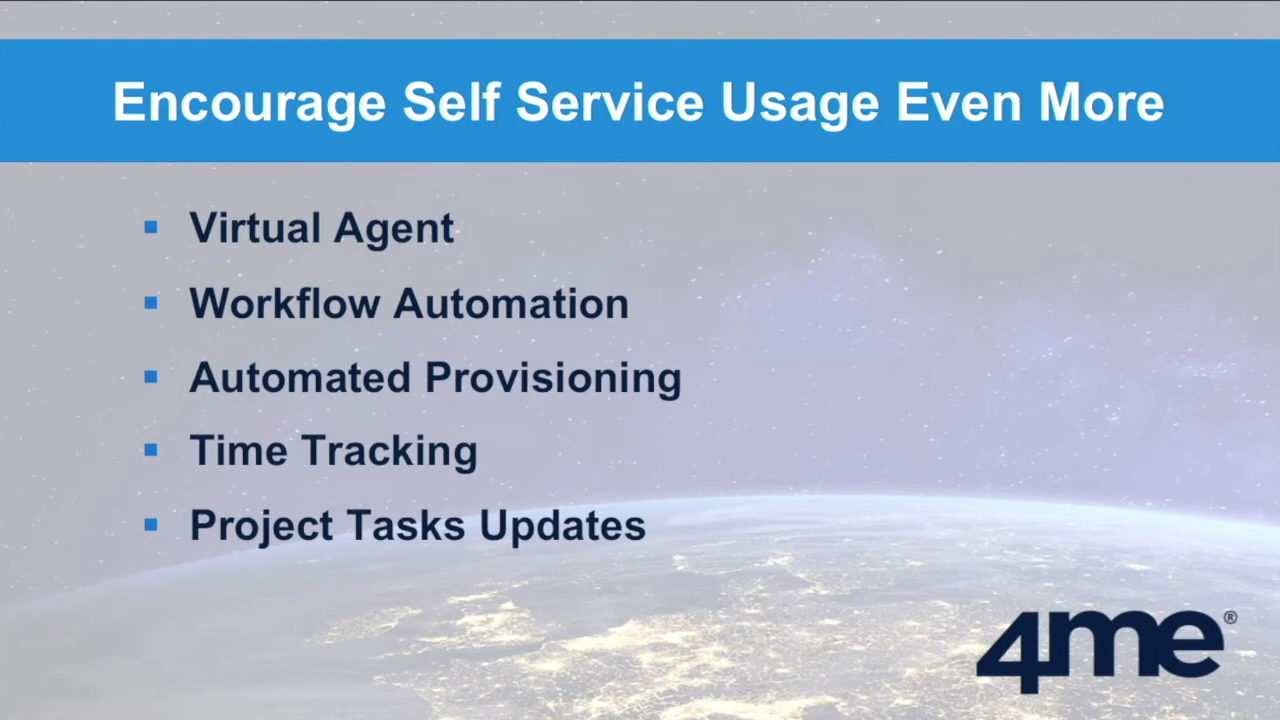 Encourage Self Service Usage Even More
Virtual Agent
Workflow Automation
Automated Provisioning
Time Tracking
Project Tasks Updates
4me®